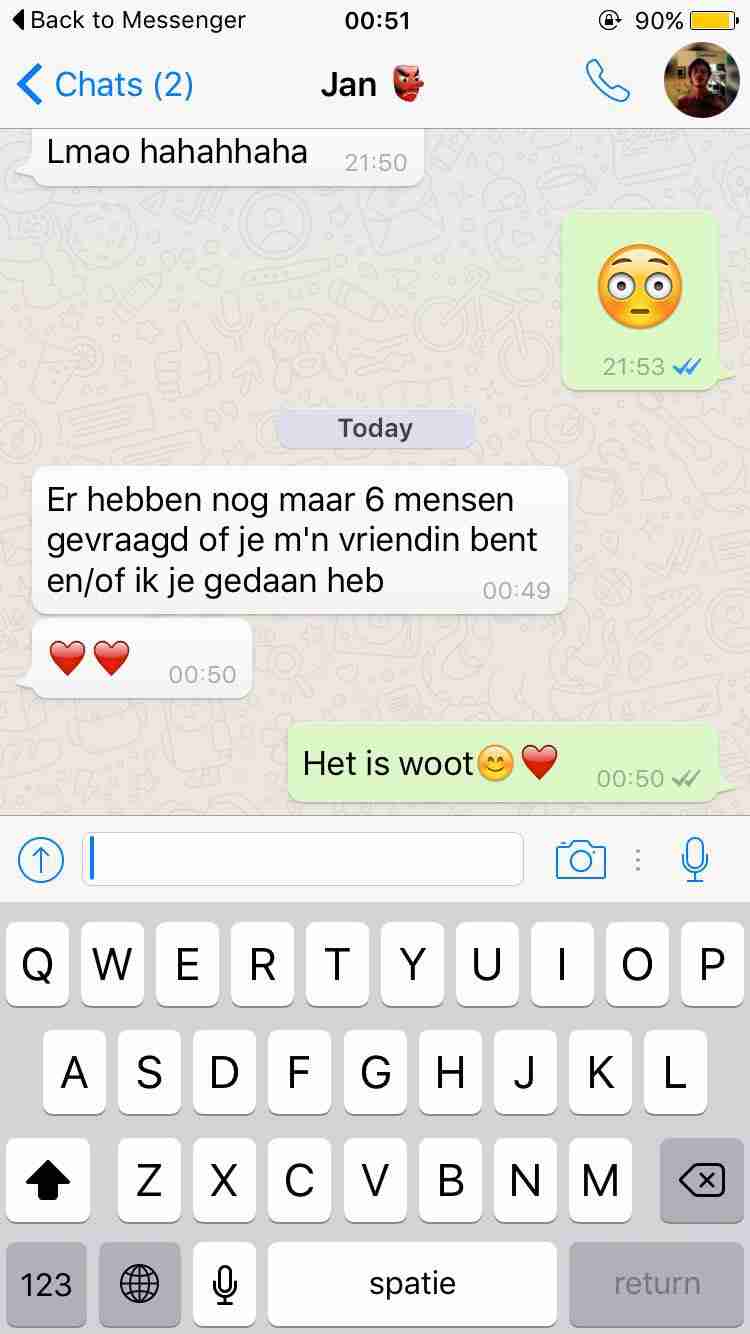 Back to Messenger 00:51 90%
Chats (2) Jan 👺
Lmao hahahhaha 21:50
😳
21:53
Today
Er hebben nog maar 6 mensen
gevraagd of je m'n vriendin bent
en/of ik je gedaan heb 00:49
❤️❤️ 00:50
Het is woot😊❤️ 00:50
Q W E R T Y U I O P
A S D F G H J K L
Z X C V B N M
123 spatie return